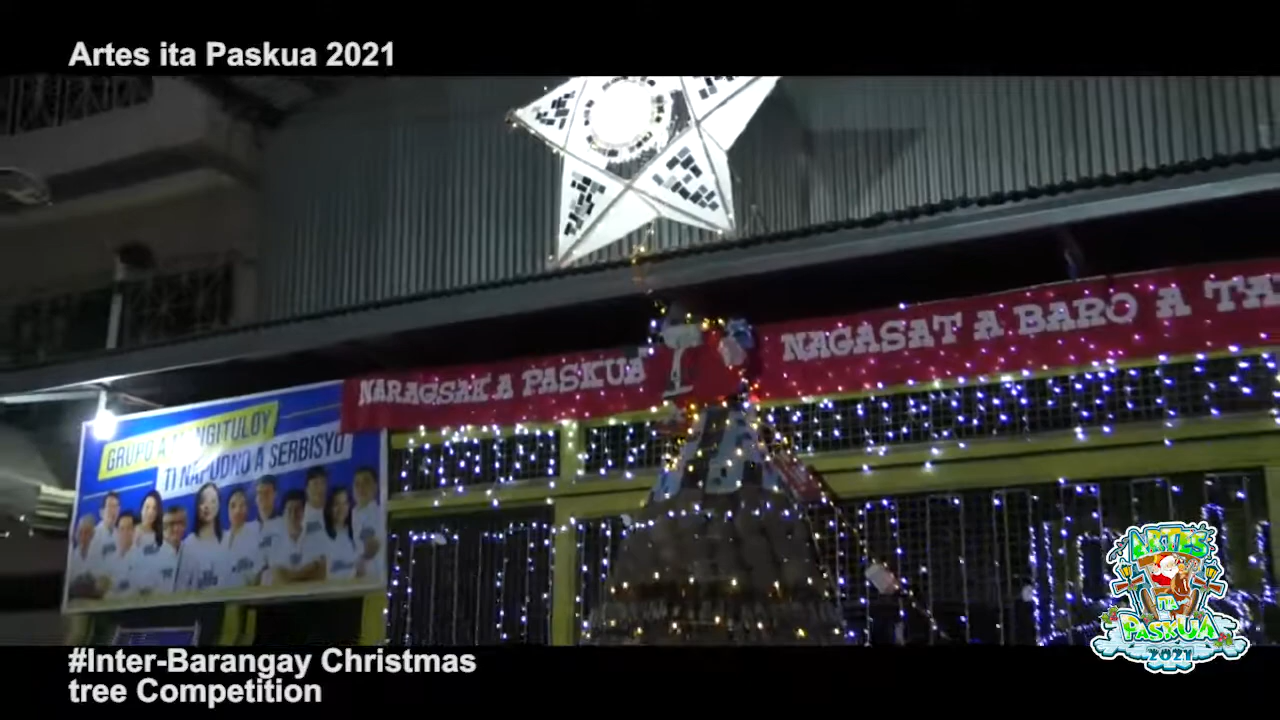 Artes ita Paskua 2021
NARAGSAK A PASKUA
NAGASAT A BARO A TA
GRUPO A MANGITULOY
TI NAPUDNO A SERBISYO
ARTES
ITA
PASKUA
2021
#Inter-Barangay Christmas
tree Competition